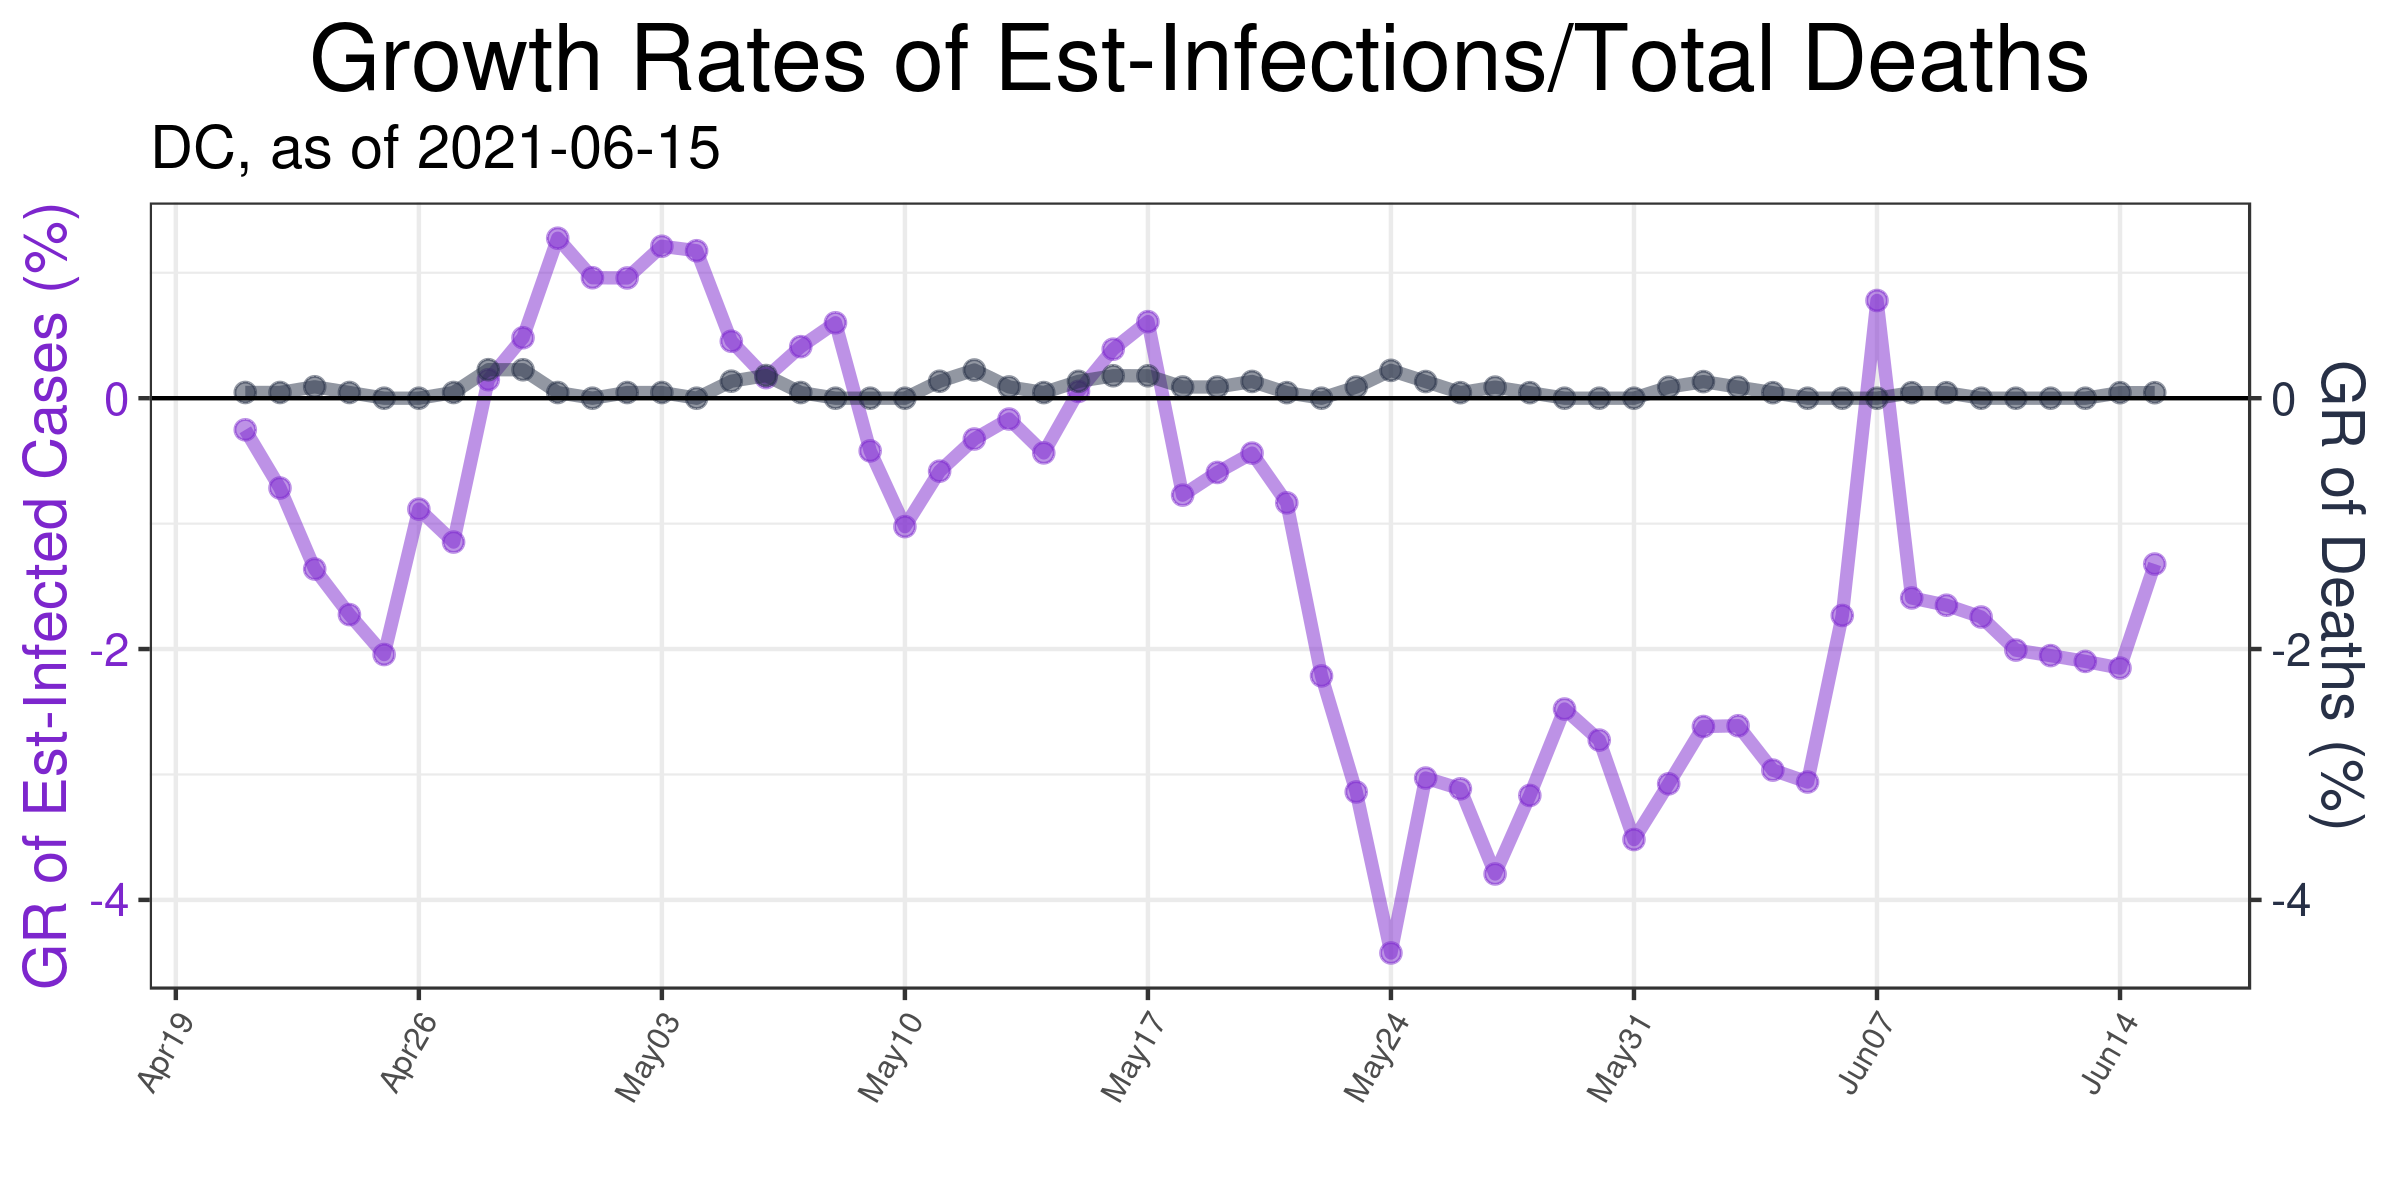 Growth Rates of Est-Infections/Total Deaths
DC, as of 2021-06-15
GR of Est-Infected Cases (%)
0
-2
-4
0
-2
-4
GR of Deaths (%)
Apr19
Apr26
May03
May10
May17
May24
May31
Jun07
Jun14